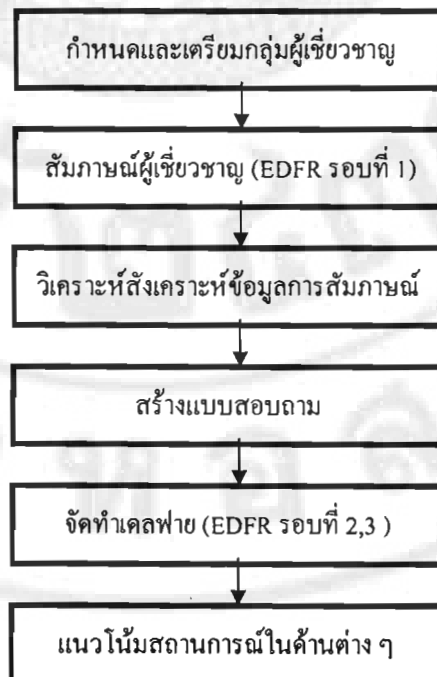 กำหนดและเตรียมกลุ่มผู้เชี่ยวชาญ
สัมภาษณ์ผู้เชี่ยวชาญ (EDFR รอบที่ 1)
วิเคราะห์สังเคราะห์ข้อมูลการสัมภาษณ์
สร้างแบบสอบถาม
จัดทำเดลฟาย (EDFR รอบที่ 2,3 )
แนวโน้มสถานการณ์ในด้านต่าง ๆ